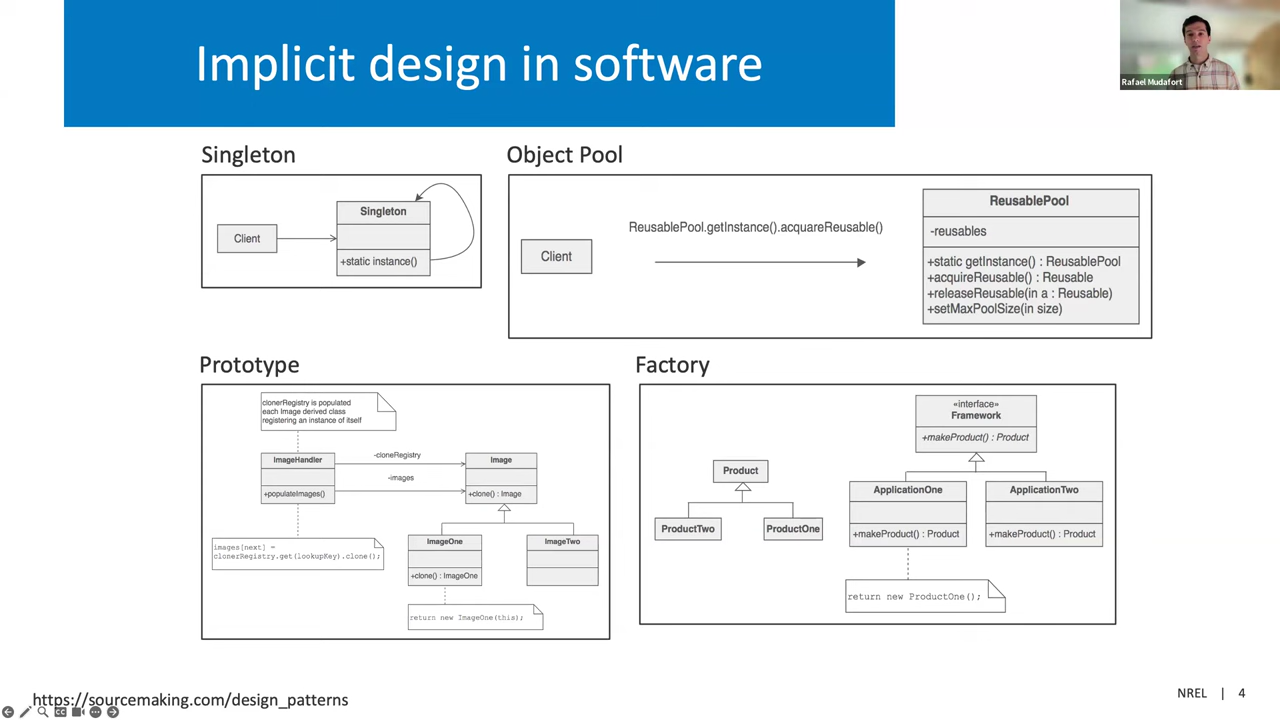 Implicit design in software
Rafael Mudafort
Singleton
Client
Singleton
+static instance()
Object Pool
Client
ReusablePool.getInstance().acquareReusable()
ReusablePool
-reusables
+static getInstance() : ReusablePool
+acquireReusable() : Reusable
+releaseReusable(in a : Reusable)
+setMaxPoolSize(in size)
Prototype
clonerRegistry is populated
each Image derived class
registering an instance of itself
ImageHandler
+populateImages()
-cloneRegistry
-images
Image
+clone() : Image
images[next] =
clonerRegistry.get(lookupKey).clone();
ImageOne
+clone() : ImageOne
ImageTwo
return new ImageOne(this);
Factory
Product
ProductTwo
ProductOne
«interface»
Framework
+makeProduct() : Product
ApplicationOne
+makeProduct() : Product
ApplicationTwo
+makeProduct() : Product
return new ProductOne();
https://sourcemaking.com/design_patterns
NREL | 4